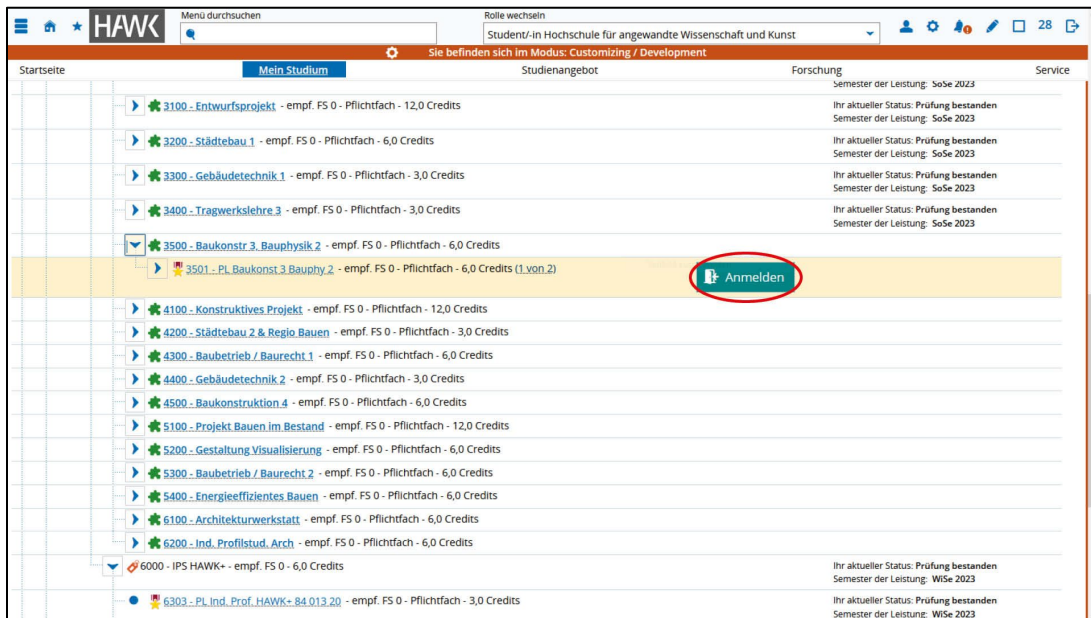 Menü durchsuchen
Rolle wechseln
HAWK
Student/-in Hochschule für angewandte Wissenschaft und Kunst
28
Sie befinden sich im Modus: Customizing / Development
Startseite Mein Studium Studienangebot Forschung Service
Semester der Leistung: SoSe 2023
3100 - Entwurfsprojekt - empf. FS 0 - Pflichtfach - 12,0 Credits
Ihr aktueller Status: Prüfung bestanden
Semester der Leistung: SoSe 2023
3200 - Städtebau 1 - empf. FS 0 - Pflichtfach - 6,0 Credits
Ihr aktueller Status: Prüfung bestanden
Semester der Leistung: SoSe 2023
3300 - Gebäudetechnik 1 - empf. FS 0 - Pflichtfach - 3,0 Credits
Ihr aktueller Status: Prüfung bestanden
Semester der Leistung: SoSe 2023
3400 - Tragwerkslehre 3 - empf. FS 0 - Pflichtfach - 3,0 Credits
Ihr aktueller Status: Prüfung bestanden
Semester der Leistung: SoSe 2023
3500 - Baukonstr 3, Bauphysik 2 - empf. FS 0 - Pflichtfach - 6,0 Credits
3501 - PL Baukonst 3 Bauphy 2 - empf. FS 0 - Pflichtfach - 6,0 Credits (1 von 2)
Anmelden
4100 - Konstruktives Projekt - empf. FS 0 - Pflichtfach - 12,0 Credits
4200 - Städtebau 2 & Regio Bauen - empf. FS 0 - Pflichtfach - 3,0 Credits
4300 - Baubetrieb / Baurecht 1 - empf. FS 0 - Pflichtfach - 6,0 Credits
4400 - Gebäudetechnik 2 - empf. FS 0 - Pflichtfach - 3,0 Credits
4500 - Baukonstruktion 4 - empf. FS 0 - Pflichtfach - 6,0 Credits
5100 - Projekt Bauen im Bestand - empf. FS 0 - Pflichtfach - 12,0 Credits
5200 - Gestaltung Visualisierung - empf. FS 0 - Pflichtfach - 6,0 Credits
5300 - Baubetrieb / Baurecht 2 - empf. FS 0 - Pflichtfach - 6,0 Credits
5400 - Energieeffizientes Bauen - empf. FS 0 - Pflichtfach - 6,0 Credits
6100 - Architekturwerkstatt - empf. FS 0 - Pflichtfach - 6,0 Credits
6200 - Ind. Profilstud. Arch - empf. FS 0 - Pflichtfach - 6,0 Credits
6000 - IPS HAWK+ - empf. FS 0 - 6,0 Credits
Ihr aktueller Status: Prüfung bestanden
Semester der Leistung: WiSe 2023
6303 - PL Ind. Prof. HAWK+ 84 013 20 - empf. FS 0 - Pflichtfach - 3,0 Credits
Ihr aktueller Status: Prüfung bestanden
Semester der Leistung: WiSe 2023